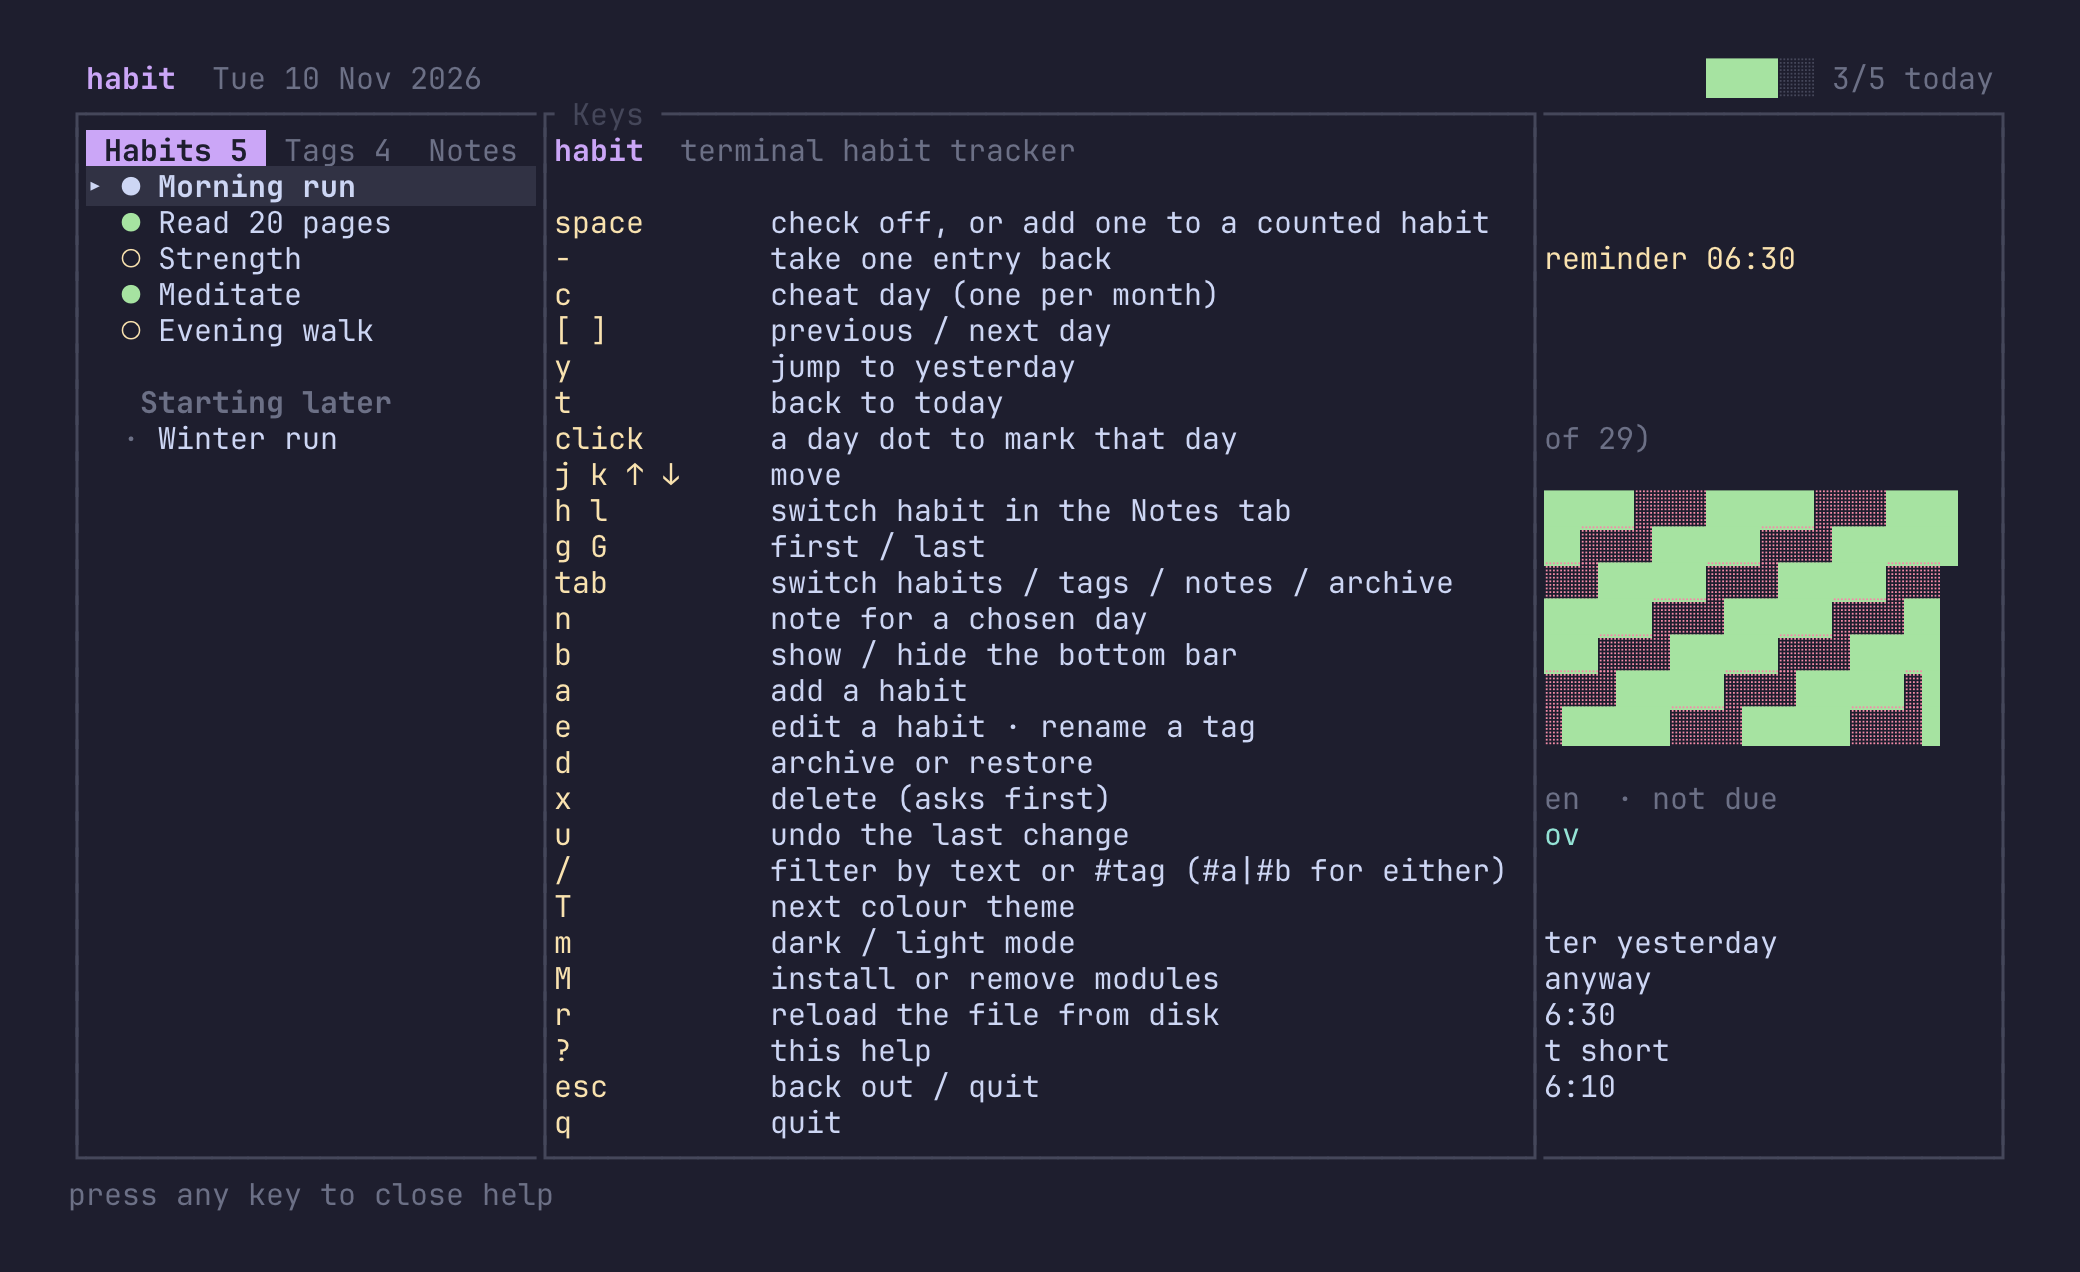 habit  Tue 10 Nov 2026
3/5 today
Habits 5  Tags 4  Notes
▸ ● Morning run
● Read 20 pages
○ Strength
● Meditate
○ Evening walk
Starting later
· Winter run
Keys
habit  terminal habit tracker
space  check off, or add one to a counted habit
-  take one entry back
c  cheat day (one per month)
[ ]  previous / next day
y  jump to yesterday
t  back to today
click  a day dot to mark that day
j k ↑ ↓  move
h l  switch habit in the Notes tab
g G  first / last
tab  switch habits / tags / notes / archive
n  note for a chosen day
b  show / hide the bottom bar
a  add a habit
e  edit a habit · rename a tag
d  archive or restore
x  delete (asks first)
u  undo the last change
/  filter by text or #tag (#a|#b for either)
T  next colour theme
m  dark / light mode
M  install or remove modules
r  reload the file from disk
?  this help
esc  back out / quit
q  quit
reminder 06:30
of 29)
en  · not due
ov
ter yesterday
anyway
6:30
t short
6:10
press any key to close help